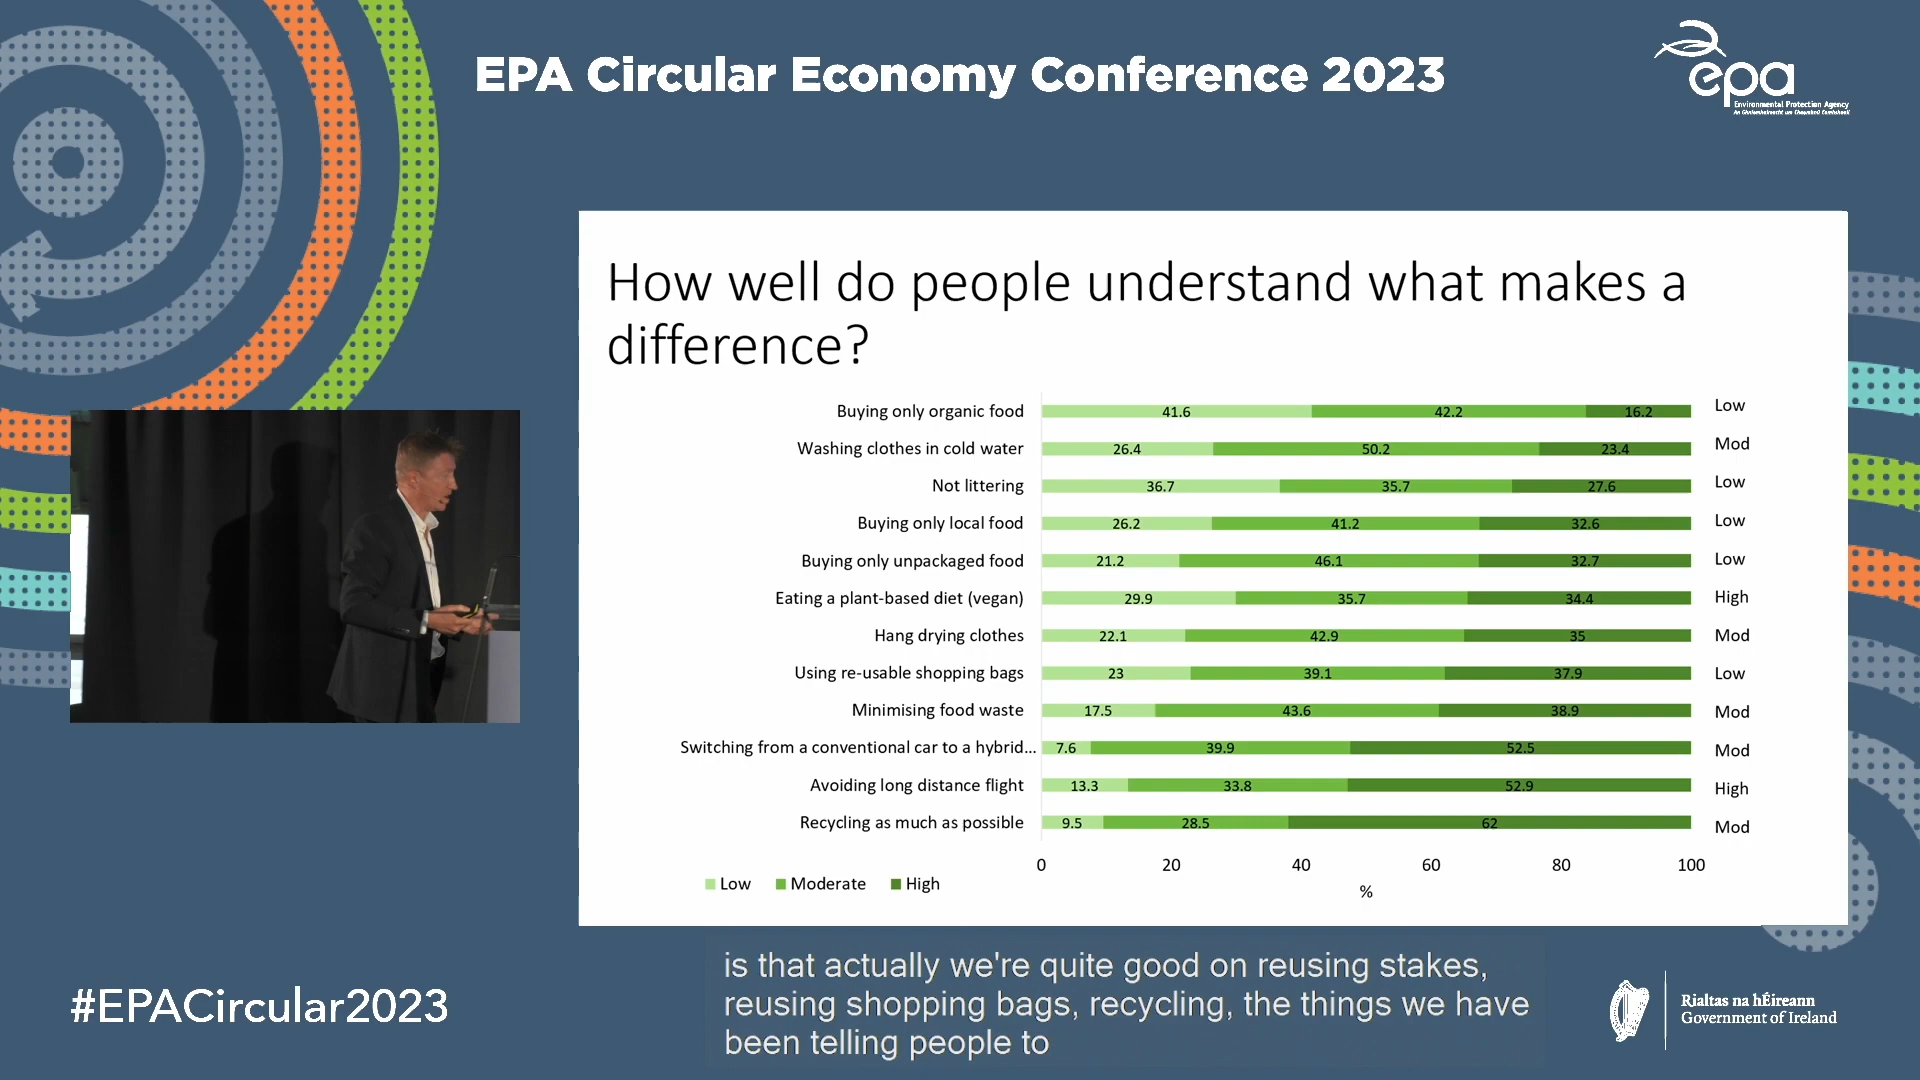 EPA Circular Economy Conference 2023
epa
Environmental Protection Agency
How well do people understand what makes a
difference?
Buying only organic food 41.6 42.2 16.2 Low
Washing clothes in cold water 26.4 50.2 23.4 Mod
Not littering 36.7 35.7 27.6 Low
Buying only local food 26.2 41.2 32.6 Low
Buying only unpackaged food 21.2 46.1 32.7 Low
Eating a plant-based diet (vegan) 29.9 35.7 34.4 High
Hang drying clothes 22.1 42.9 35 Mod
Using re-usable shopping bags 23 39.1 37.9 Low
Minimising food waste 17.5 43.6 38.9 Mod
Switching from a conventional car to a hybrid... 7.6 39.9 52.5 Mod
Avoiding long distance flight 13.3 33.8 52.9 High
Recycling as much as possible 9.5 28.5 62 Mod
0 20 40 60 80 100
Low Moderate High
%
is that actually we're quite good on reusing stakes,
reusing shopping bags, recycling, the things we have
been telling people to
#EPACircular2023
Rialtas na hÉireann
Government of Ireland